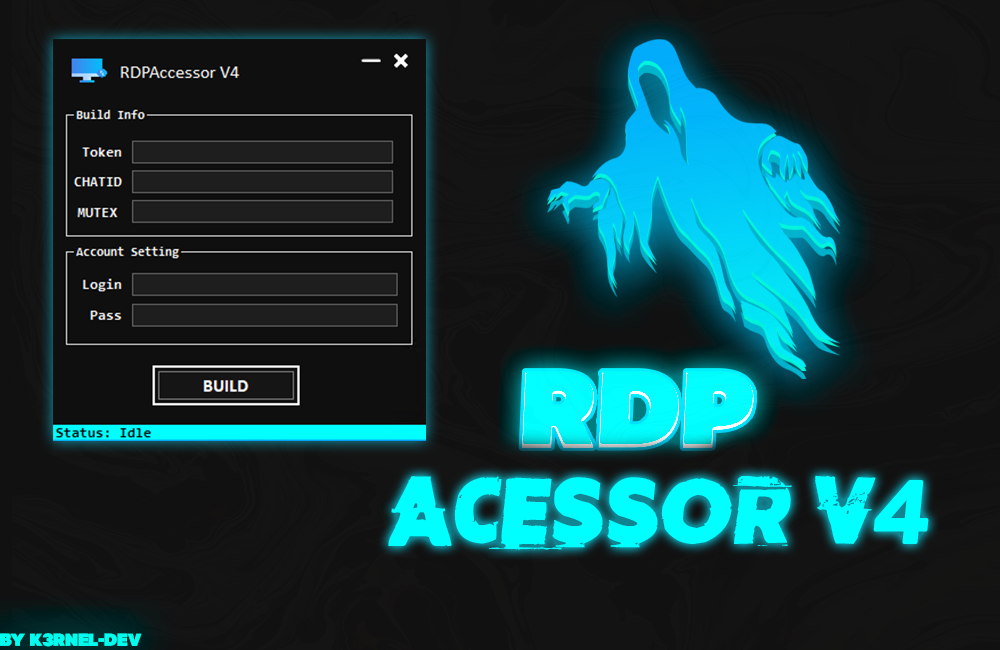 RDPAccessor V4
Build Info
Token
CHATID
MUTEX
Account Setting
Login
Pass
BUILD
Status: Idle
RDP
ACESSOR V4
BY K3RNEL-DEV